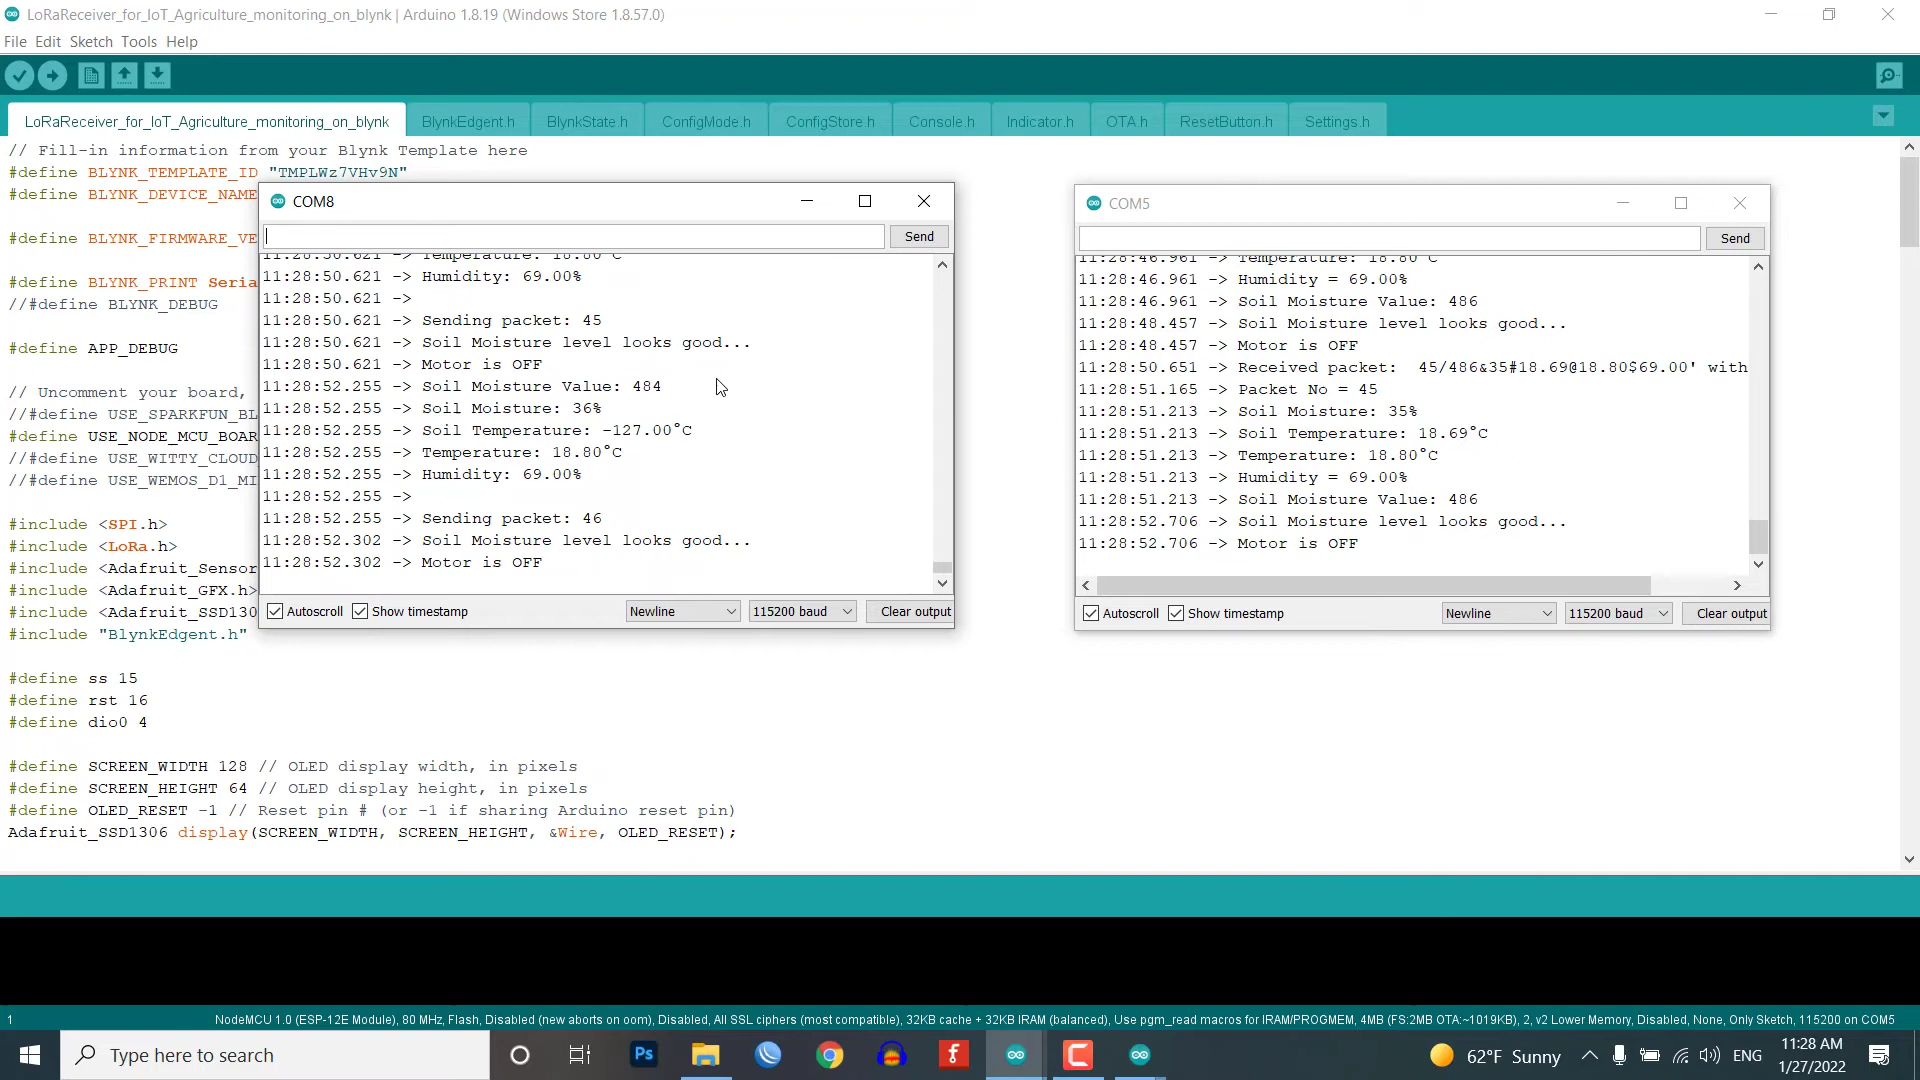 LoRaReceiver_for_IoT_Agriculture_monitoring_on_blynk | Arduino 1.8.19 (Windows Store 1.8.57.0)
File Edit Sketch Tools Help
LoRaReceiver_for_IoT_Agriculture_monitoring_on_blynk BlynkEdgent.h BlynkState.h ConfigMode.h ConfigStore.h Console.h Indicator.h OTA.h ResetButton.h Settings.h
// Fill-in information from your Blynk Template here
#define BLYNK_TEMPLATE_ID "TMPLWz7VHv9N"
#define BLYNK_DEVICE_NAME
#define BLYNK_FIRMWARE_VE
#define BLYNK_PRINT Seria
//#define BLYNK_DEBUG
#define APP_DEBUG
// Uncomment your board,
//#define USE_SPARKFUN_BL
#define USE_NODE_MCU_BOAR
//#define USE_WITTY_CLOUD
//#define USE_WEMOS_D1_MI
#include <SPI.h>
#include <LoRa.h>
#include <Adafruit_Sensor
#include <Adafruit_GFX.h>
#include <Adafruit_SSD130
#include "BlynkEdgent.h"
#define ss 15
#define rst 16
#define dio0 4
#define SCREEN_WIDTH 128 // OLED display width, in pixels
#define SCREEN_HEIGHT 64 // OLED display height, in pixels
#define OLED_RESET -1 // Reset pin # (or -1 if sharing Arduino reset pin)
Adafruit_SSD1306 display(SCREEN_WIDTH, SCREEN_HEIGHT, &Wire, OLED_RESET);
COM8
Send
11:28:50.621 -> Temperature: 18.80°C
11:28:50.621 -> Humidity: 69.00%
11:28:50.621 ->
11:28:50.621 -> Sending packet: 45
11:28:50.621 -> Soil Moisture level looks good...
11:28:50.621 -> Motor is OFF
11:28:52.255 -> Soil Moisture Value: 484
11:28:52.255 -> Soil Moisture: 36%
11:28:52.255 -> Soil Temperature: -127.00°C
11:28:52.255 -> Temperature: 18.80°C
11:28:52.255 -> Humidity: 69.00%
11:28:52.255 ->
11:28:52.255 -> Sending packet: 46
11:28:52.302 -> Soil Moisture level looks good...
11:28:52.302 -> Motor is OFF
Autoscroll Show timestamp Newline 115200 baud Clear output
COM5
Send
11:28:46.961 -> Temperature: 18.80°C
11:28:46.961 -> Humidity = 69.00%
11:28:46.961 -> Soil Moisture Value: 486
11:28:48.457 -> Soil Moisture level looks good...
11:28:48.457 -> Motor is OFF
11:28:50.651 -> Received packet:  45/486&35#18.69@18.80$69.00' with
11:28:51.165 -> Packet No = 45
11:28:51.213 -> Soil Moisture: 35%
11:28:51.213 -> Soil Temperature: 18.69°C
11:28:51.213 -> Temperature: 18.80°C
11:28:51.213 -> Humidity = 69.00%
11:28:51.213 -> Soil Moisture Value: 486
11:28:52.706 -> Soil Moisture level looks good...
11:28:52.706 -> Motor is OFF
Autoscroll Show timestamp Newline 115200 baud Clear output
1 NodeMCU 1.0 (ESP-12E Module), 80 MHz, Flash, Disabled (new aborts on oom), Disabled, All SSL ciphers (most compatible), 32KB cache + 32KB IRAM (balanced), Use pgm_read macros for IRAM/PROGMEM, 4MB (FS:2MB OTA:~1019KB), 2, v2 Lower Memory, Disabled, None, Only Sketch, 115200 on COM5
Type here to search
Ps
62°F Sunny
ENG
11:28 AM
1/27/2022